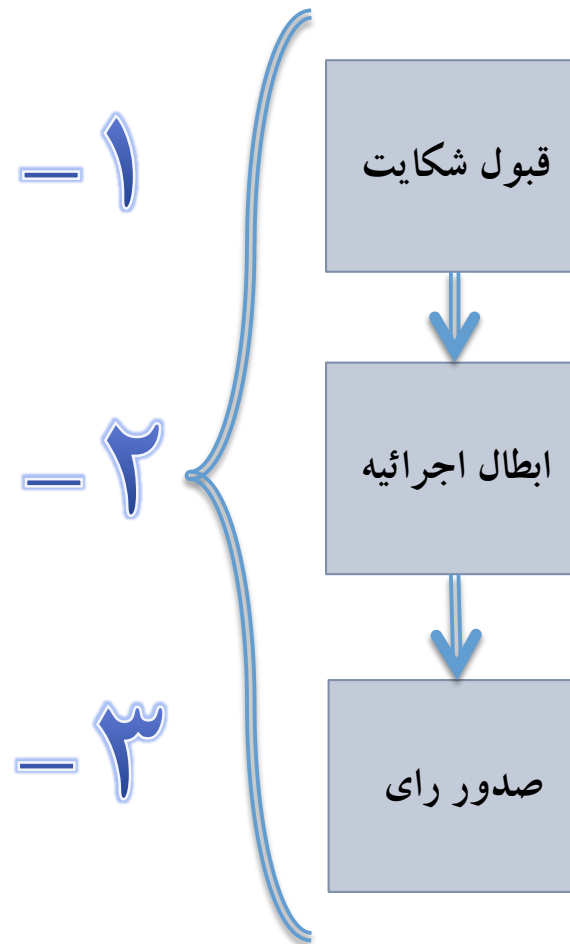 ۱ –
قبول شکایت
۲ –
ابطال اجرائیه
۳ –
صدور رای